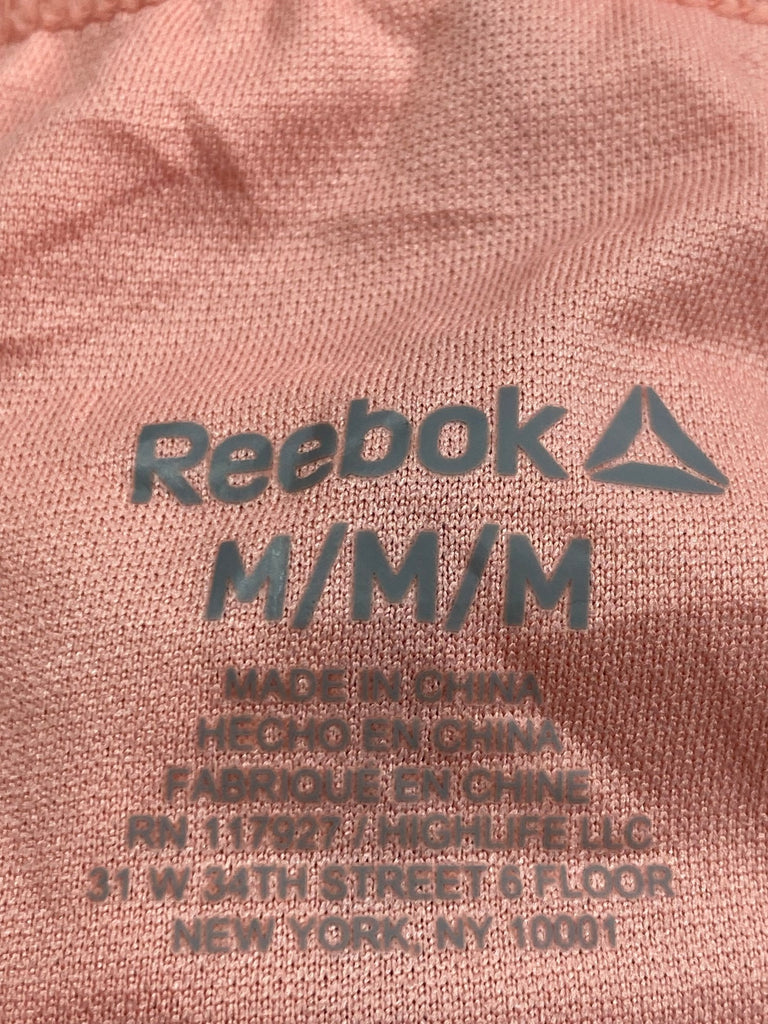 Reebok
M/M/M
MADE IN CHINA
HECHO EN CHINA
FABRIQUE EN CHINE
RN 117927 / HIGHLIFE LLC
31 W 34TH STREET 6 FLOOR
NEW YORK, NY 10001